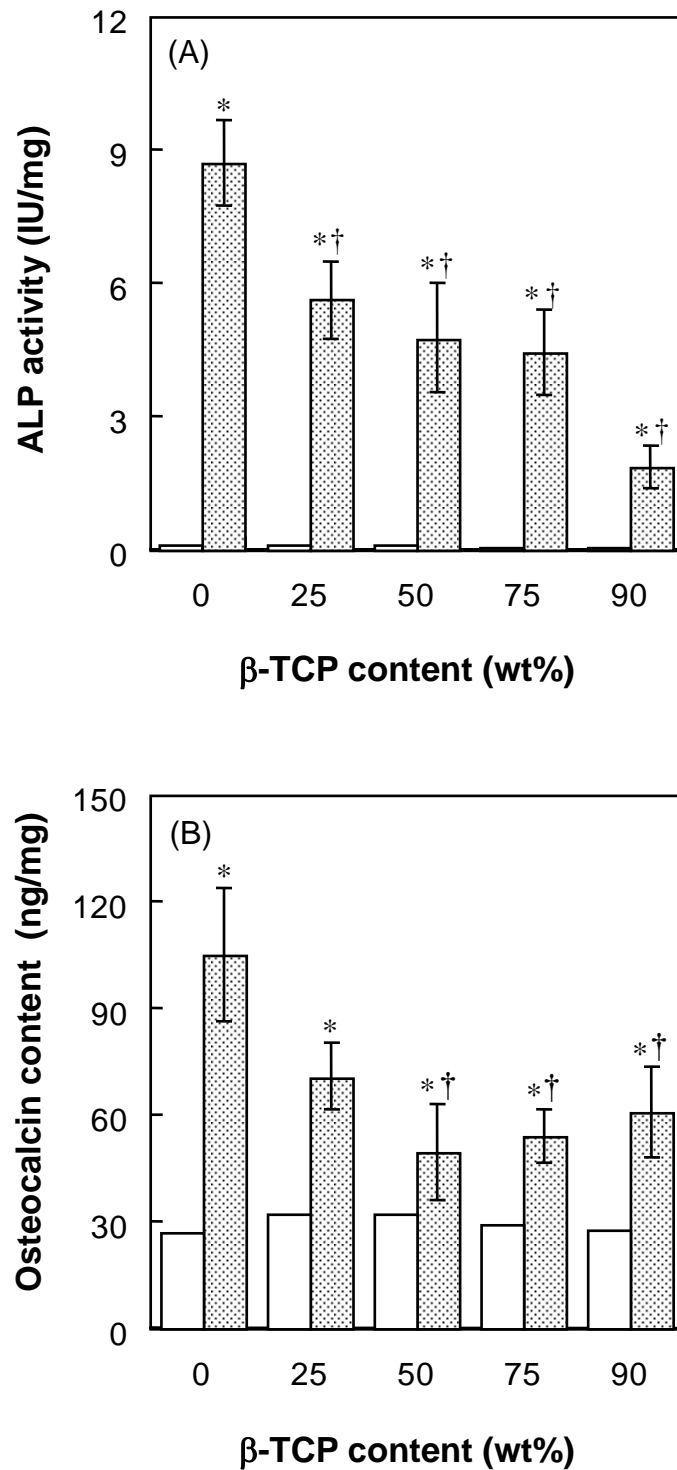 12
(A)
*
9
*†
*†
*†
6
3
*†
0
ALP activity (IU/mg)
0 25 50 75 90
β-TCP content (wt%)
150
(B)
*
120
90
*
*†
*†
*†
60
30
0
Osteocalcin content (ng/mg)
0 25 50 75 90
β-TCP content (wt%)